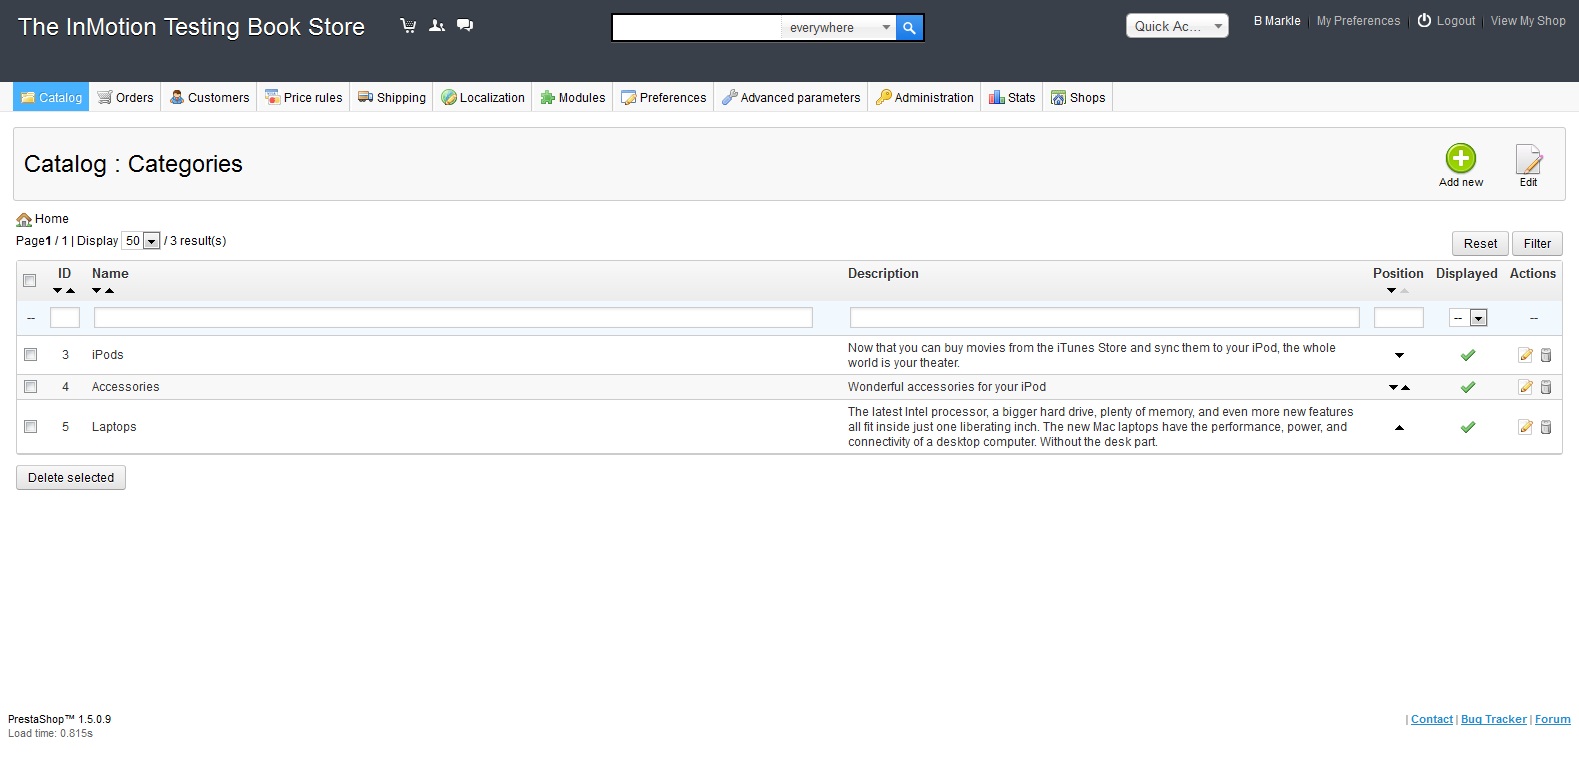 The InMotion Testing Book Store
everywhere
Quick Ac...
B Markle
My Preferences
Logout
View My Shop
Catalog
Orders
Customers
Price rules
Shipping
Localization
Modules
Preferences
Advanced parameters
Administration
Stats
Shops
Catalog : Categories
Add new
Edit
Home
Page1 / 1 | Display 50 / 3 result(s)
Reset
Filter
ID Name Description Position Displayed Actions
-- -- --
3 iPods Now that you can buy movies from the iTunes Store and sync them to your iPod, the whole
world is your theater.
4 Accessories Wonderful accessories for your iPod
The latest Intel processor, a bigger hard drive, plenty of memory, and even more new features
5 Laptops all fit inside just one liberating inch. The new Mac laptops have the performance, power, and
connectivity of a desktop computer. Without the desk part.
Delete selected
PrestaShop™ 1.5.0.9
Load time: 0.815s
| Contact | Bug Tracker | Forum